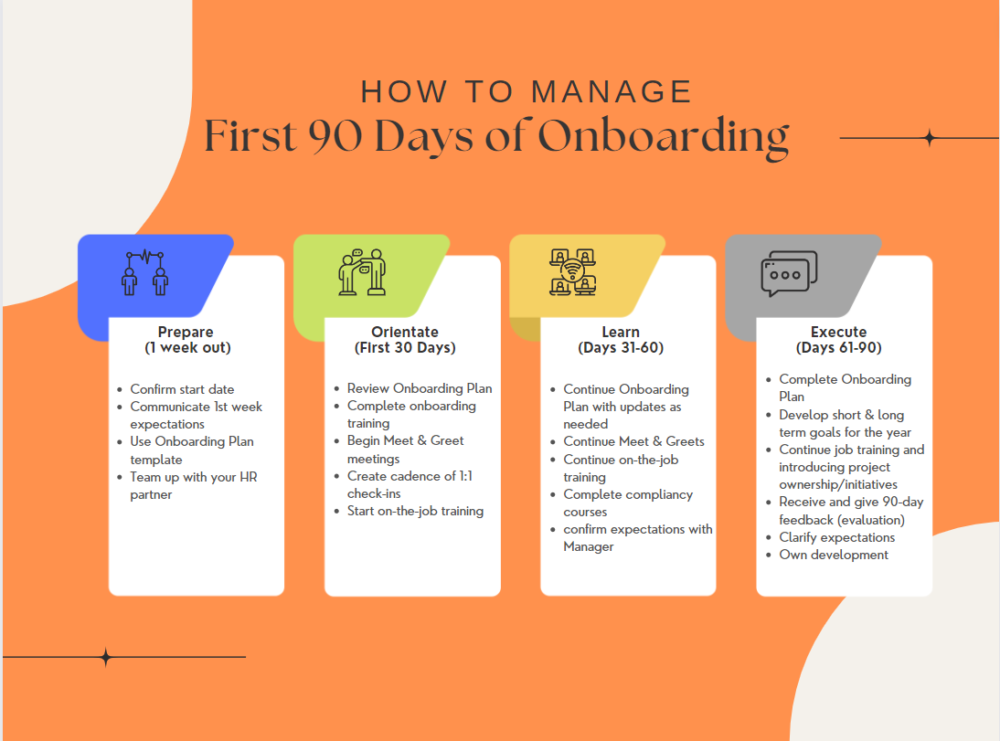 HOW TO MANAGE
First 90 Days of Onboarding
Prepare
(1 week out)
• Confirm start date
• Communicate 1st week
expectations
• Use Onboarding Plan
template
• Team up with your HR
partner
Orientate
(First 30 Days)
• Review Onboarding Plan
• Complete onboarding
training
• Begin Meet & Greet
meetings
• Create cadence of 1:1
check-ins
• Start on-the-job training
Learn
(Days 31-60)
• Continue Onboarding
Plan with updates as
needed
• Continue Meet & Greets
• Continue on-the-job
training
• Complete compliancy
courses
• confirm expectations with
Manager
Execute
(Days 61-90)
• Complete Onboarding
Plan
• Develop short & long
term goals for the year
• Continue job training and
introducing project
ownership/initiatives
• Receive and give 90-day
feedback (evaluation)
• Clarify expectations
• Own development